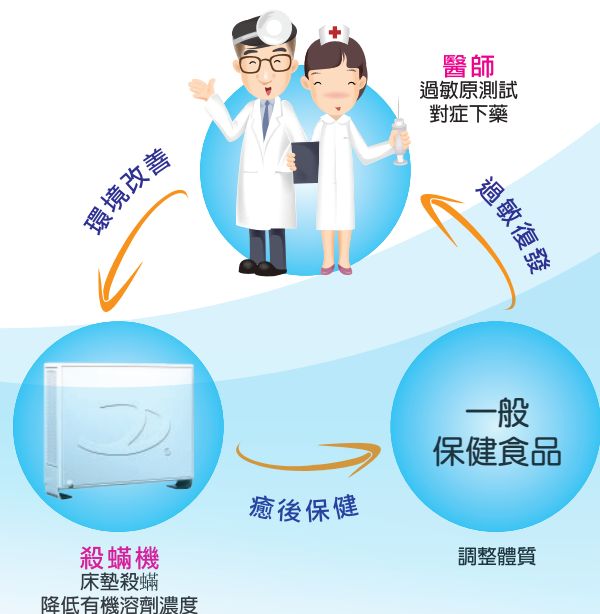 醫師
過敏原測試
對症下藥
環境改善
過敏復發
一般
保健食品
癒後保健
殺蟎機
床墊殺蟎
降低有機溶劑濃度
調整體質